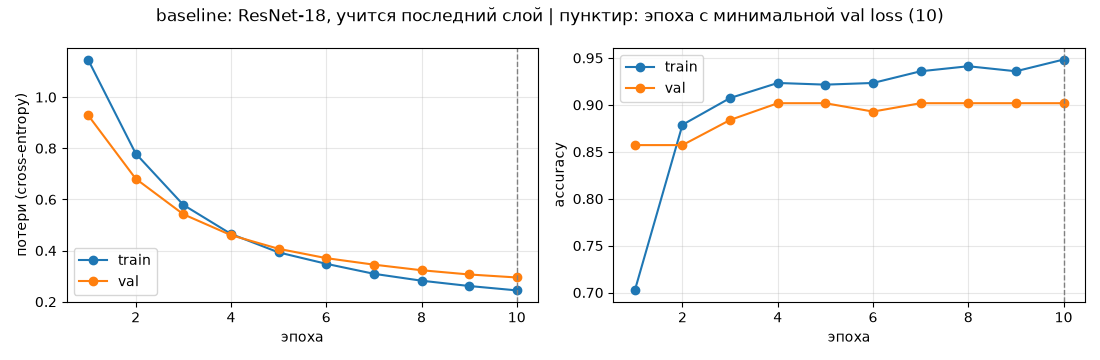 baseline: ResNet-18, учится последний слой | пунктир: эпоха с минимальной val loss (10)
потери (cross-entropy)
1.0
0.8
0.6
0.4
0.2
train
val
2
4
6
8
10
эпоха
accuracy
0.95
0.90
0.85
0.80
0.75
0.70
train
val
2
4
6
8
10
эпоха